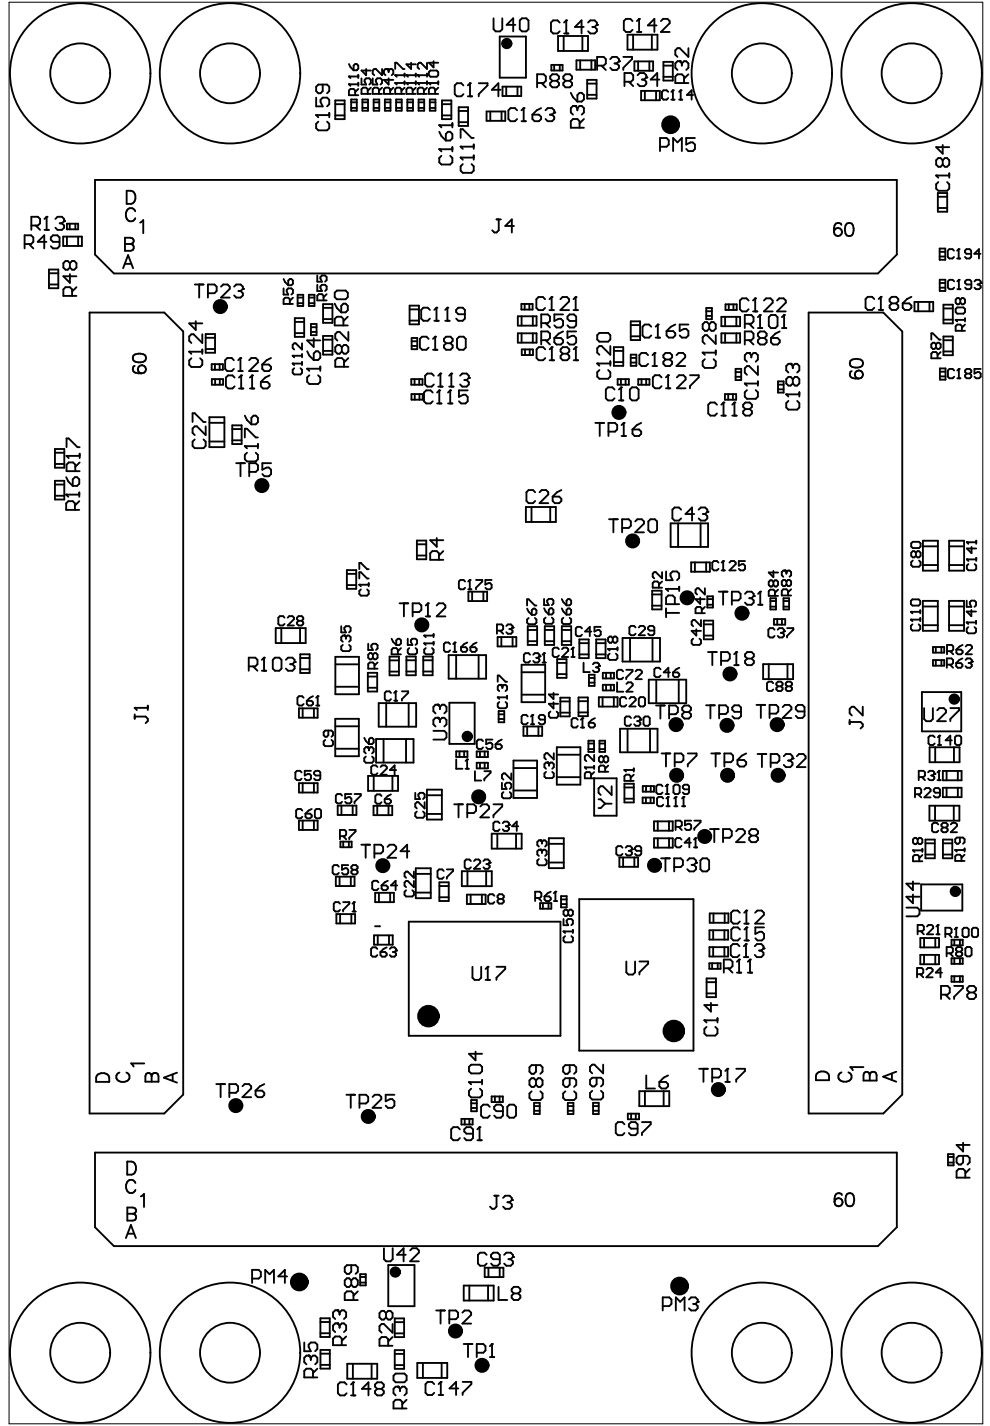 U40
C143
C142
R37
R32
R88
R34
C114
R36
C174
C163
R116
R54
R52
R43
R117
R114
R112
R104
C159
C161
C117
PM5
C184
D
C
1
B
A
J4
60
R13
R49
R48
C194
C193
C186
R108
R87
C185
TP23
R56
R55
R60
C112
C164
R82
C124
C126
C116
C119
C180
C113
C115
C121
R59
R65
C181
C120
C165
C182
C10
C127
TP16
C122
C128
R101
R86
C123
C118
C183
60
60
C27
C176
TP5
R17
R16
C26
TP20
C43
C80
C141
R4
C177
C175
C125
R2
TP15
R42
R84
R83
TP31
C37
C42
C110
C145
TP12
C28
R103
C35
R85
R6
C5
C11
C166
R3
C67
C65
C66
C45
C18
C29
C21
C31
L3
C72
L2
C20
C46
TP18
C88
R62
R63
C61
C17
C9
C36
U33
C137
C19
C44
C16
C30
TP8
TP9
TP29
J1
J2
U27
C140
R31
R29
C82
R18
R19
C24
L1
C56
L7
C52
C32
R12
R8
Y2
R1
C109
C111
TP7
TP6
TP32
C59
C60
C57
C6
C25
TP27
R7
TP24
C34
C33
R57
C41
C39
TP28
TP30
C58
C64
C22
C7
C23
C8
R61
C158
C71
C63
U44
R21
R100
R80
R24
R78
U17
U7
C12
C15
C13
R11
C14
D
C
1
B
A
D
C
1
B
A
TP26
TP25
C104
C90
C91
C89
C99
C92
C97
L6
TP17
R94
D
C
1
B
A
J3
60
PM4
R89
U42
C93
L8
PM3
R33
R35
R28
R30
TP2
TP1
C148
C147